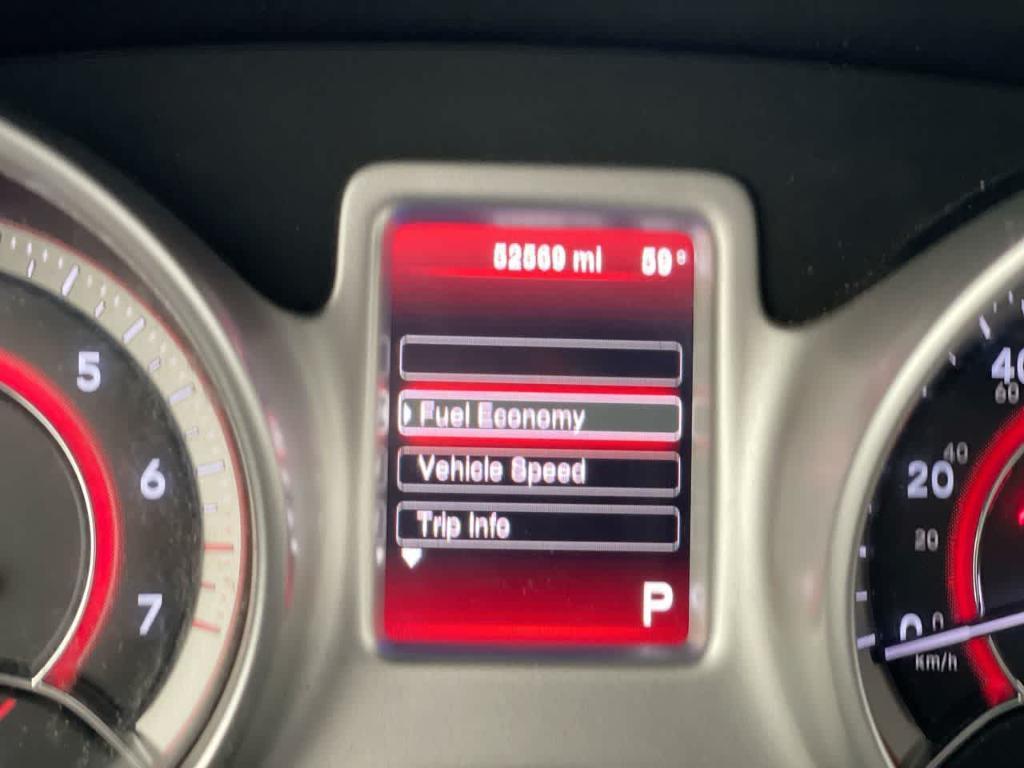 52569 mi 59°
Fuel Economy
Vehicle Speed
Trip Info
P
5
6
7
40
60
40
20
20
0 0
km/h